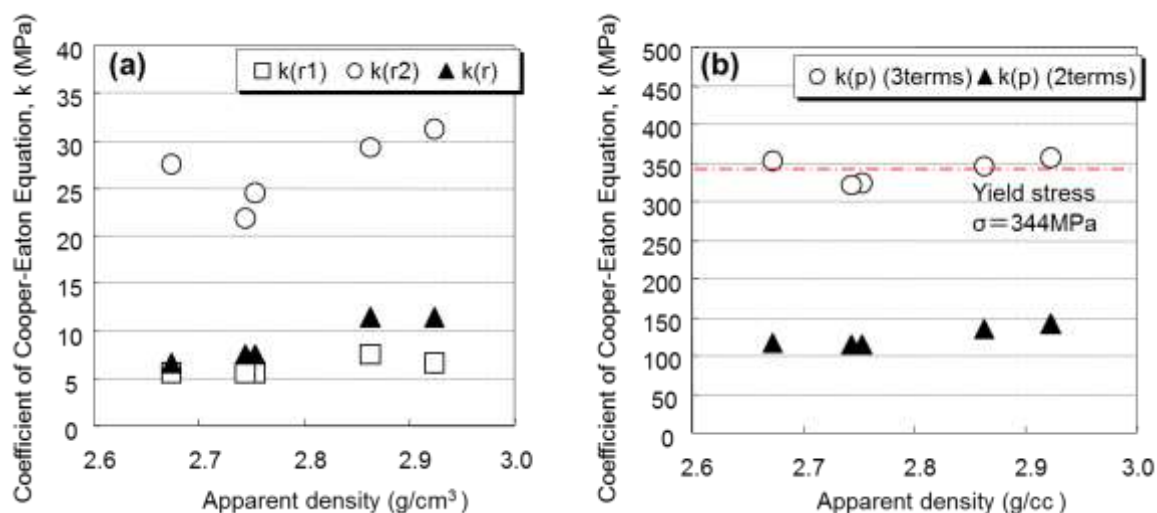 Coefficient of Cooper-Eaton Equation, k (MPa)
40
35
30
25
20
15
10
5
0
(a)
k(r1) k(r2) k(r)
2.6 2.7 2.8 2.9 3.0
Apparent density (g/cm³)
Coefficient of Cooper-Eaton Equation, k (MPa)
500
450
400
350
300
250
200
150
100
50
0
(b)
k(p) (3terms) k(p) (2terms)
Yield stress
σ=344MPa
2.6 2.7 2.8 2.9 3.0
Apparent density (g/cc)